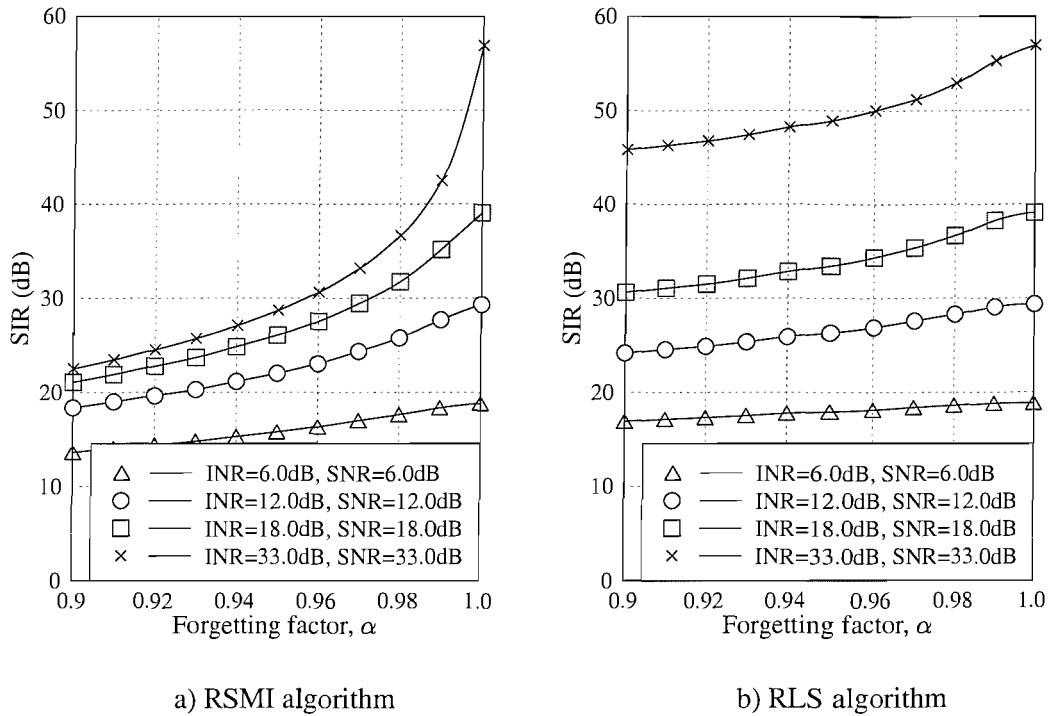 60
50
40
30
20
10
0
SIR (dB)
INR=6.0dB, SNR=6.0dB
INR=12.0dB, SNR=12.0dB
INR=18.0dB, SNR=18.0dB
INR=33.0dB, SNR=33.0dB
0.9 0.92 0.94 0.96 0.98 1.0
Forgetting factor, α
a) RSMI algorithm
60
50
40
30
20
10
0
SIR (dB)
INR=6.0dB, SNR=6.0dB
INR=12.0dB, SNR=12.0dB
INR=18.0dB, SNR=18.0dB
INR=33.0dB, SNR=33.0dB
0.9 0.92 0.94 0.96 0.98 1.0
Forgetting factor, α
b) RLS algorithm